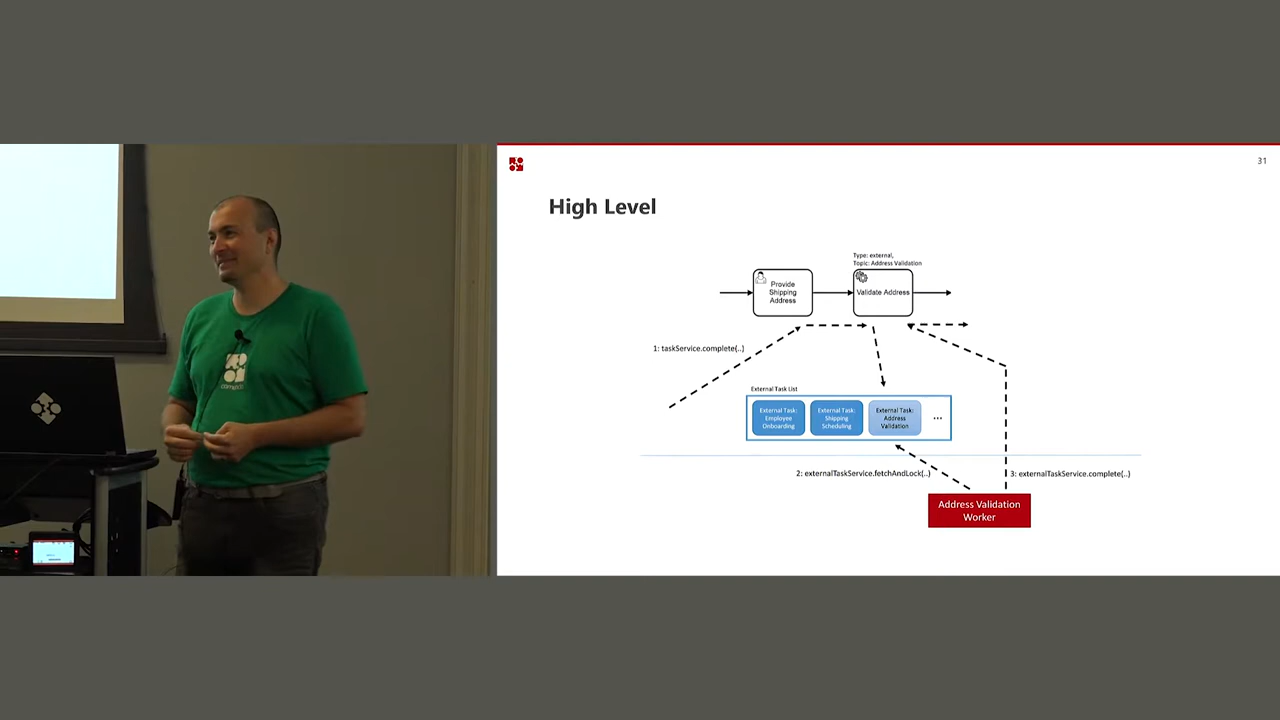 31
High Level
Type: external,
Topic: Address Validation
Provide
Shipping
Address
Validate Address
1: taskService.complete(..)
External Task List
External Task:
Employee
Onboarding
External Task:
Shipping
Scheduling
External Task:
Address
Validation
...
2: externalTaskService.fetchAndLock(..)
3: externalTaskService.complete(..)
Address Validation
Worker